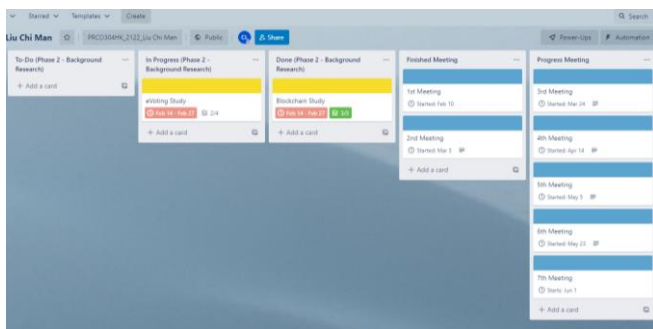 Starred
Templates
Create
Search
Liu Chi Man
PRCO304HK_2122_Liu Chi Man
Public
Share
Power-Ups
Automation
To-Do (Phase 2 - Background
Research)
+ Add a card
In Progress (Phase 2 -
Background Research)
eVoting Study
Feb 14 - Feb 27
2/4
+ Add a card
Done (Phase 2 - Background
Research)
Blockchain Study
Feb 14 - Feb 27
+ Add a card
Finished Meeting
1st Meeting
Started: Feb 10
2nd Meeting
Started: Mar 3
+ Add a card
Progress Meeting
3rd Meeting
Started: Mar 24
4th Meeting
Started: Apr 14
5th Meeting
Started: May 5
6th Meeting
Started: May 23
7th Meeting
Starts: Jun 1
+ Add a card